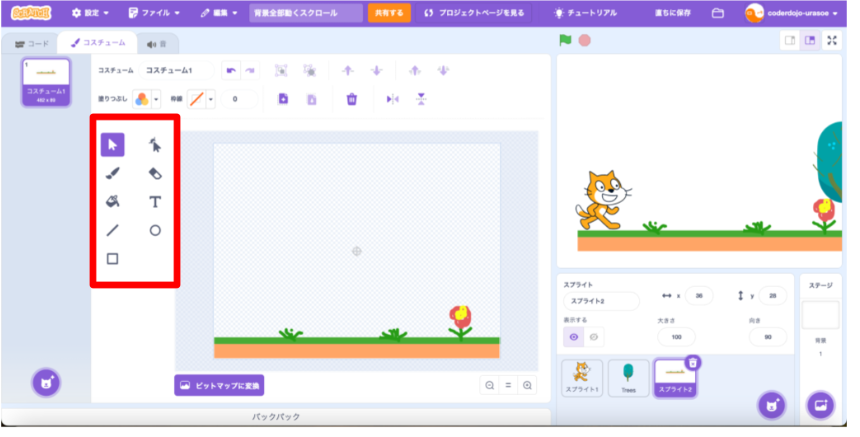 SCRATCH 設定 ファイル 編集 背景全部動くスクロール 共有する プロジェクトページを見る チュートリアル 直ちに保存 coderdojo-urasoe
コード コスチューム 音
1
コスチューム1
コスチューム コスチューム1
塗りつぶし 枠線 0
T
ビットマップに変換
バックパック
スプライト
スプライト2
x 36 y 28
表示する 大きさ 向き
100 90
スプライト1 Trees スプライト2
ステージ
背景
1